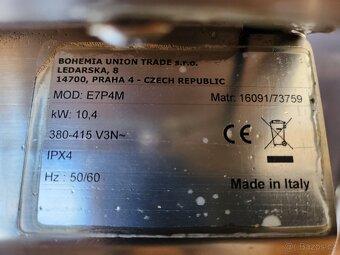 BOHEMIA UNION TRADE s.r.o.
LEDARSKA, 8
14700, PRAHA 4 - CZECH REPUBLIC
MOD: E7P4M Matr: 16091/73759
kW: 10,4
380-415 V3N~
CE
IPX4
Hz : 50/60
Made in Italy